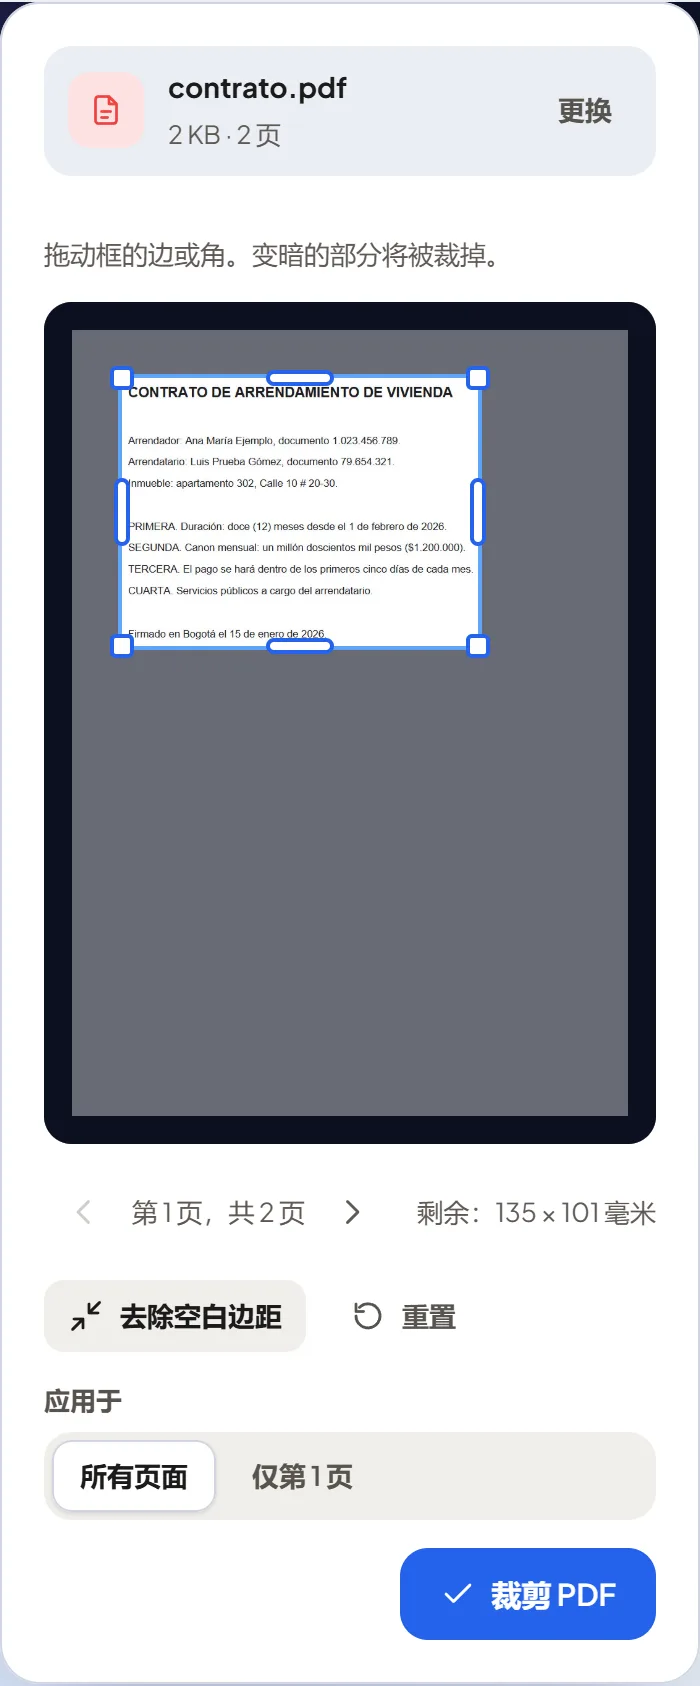 contrato.pdf
2 KB · 2 页
更换
拖动框的边或角。变暗的部分将被裁掉。
CONTRATO DE ARRENDAMIENTO DE VIVIENDA
Arrendador: Ana María Ejemplo, documento 1.023.456.789.
Arrendatario: Luis Prueba Gómez, documento 79.654.321.
Inmueble: apartamento 302, Calle 10 # 20-30.
PRIMERA. Duración: doce (12) meses desde el 1 de febrero de 2026.
SEGUNDA. Canon mensual: un millón doscientos mil pesos ($1.200.000).
TERCERA. El pago se hará dentro de los primeros cinco días de cada mes.
CUARTA. Servicios públicos a cargo del arrendatario.
Firmado en Bogotá el 15 de enero de 2026
第 1 页，共 2 页
剩余：135 × 101 毫米
去除空白边距
重置
应用于
所有页面
仅第 1 页
裁剪 PDF